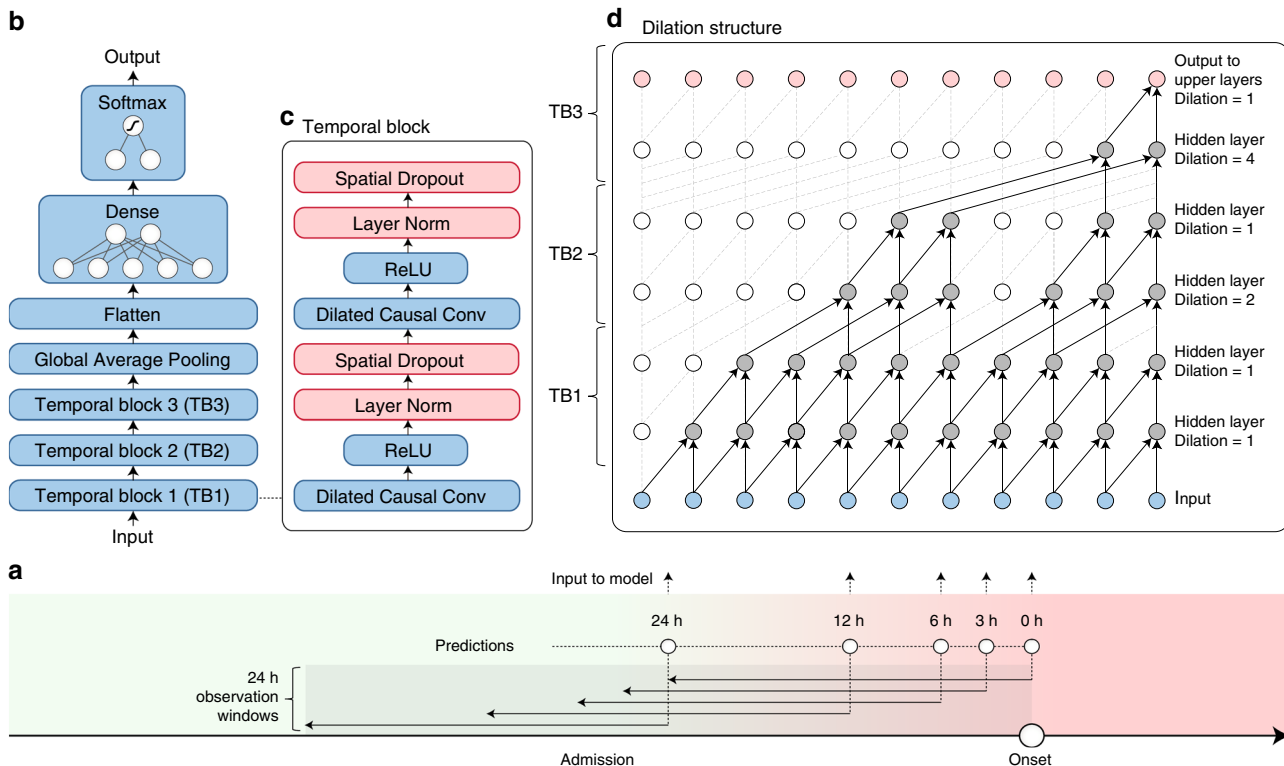 b
Output
Softmax
Dense
Flatten
Global Average Pooling
Temporal block 3 (TB3)
Temporal block 2 (TB2)
Temporal block 1 (TB1)
Input
c
Temporal block
Spatial Dropout
Layer Norm
ReLU
Dilated Causal Conv
Spatial Dropout
Layer Norm
ReLU
Dilated Causal Conv
d
Dilation structure
TB3
TB2
TB1
Output to
upper layers
Dilation = 1
Hidden layer
Dilation = 4
Hidden layer
Dilation = 1
Hidden layer
Dilation = 2
Hidden layer
Dilation = 1
Hidden layer
Dilation = 1
Input
a
Input to model
24 h
12 h
6 h
3 h
0 h
Predictions
24 h
observation
windows
Admission
Onset